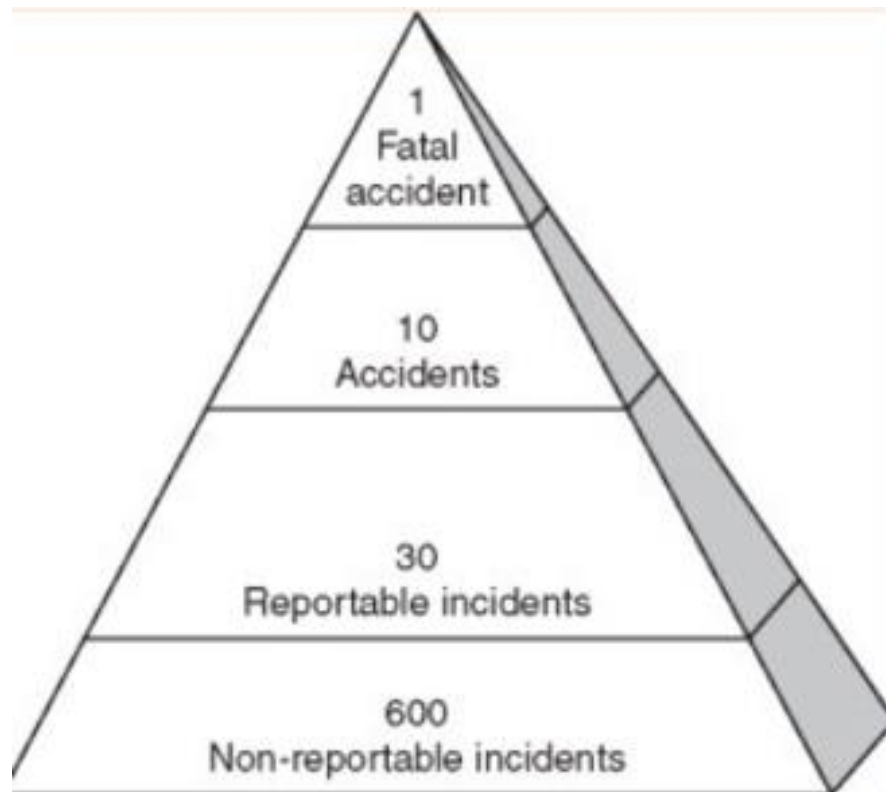 1
Fatal
accident
10
Accidents
30
Reportable incidents
600
Non-reportable incidents